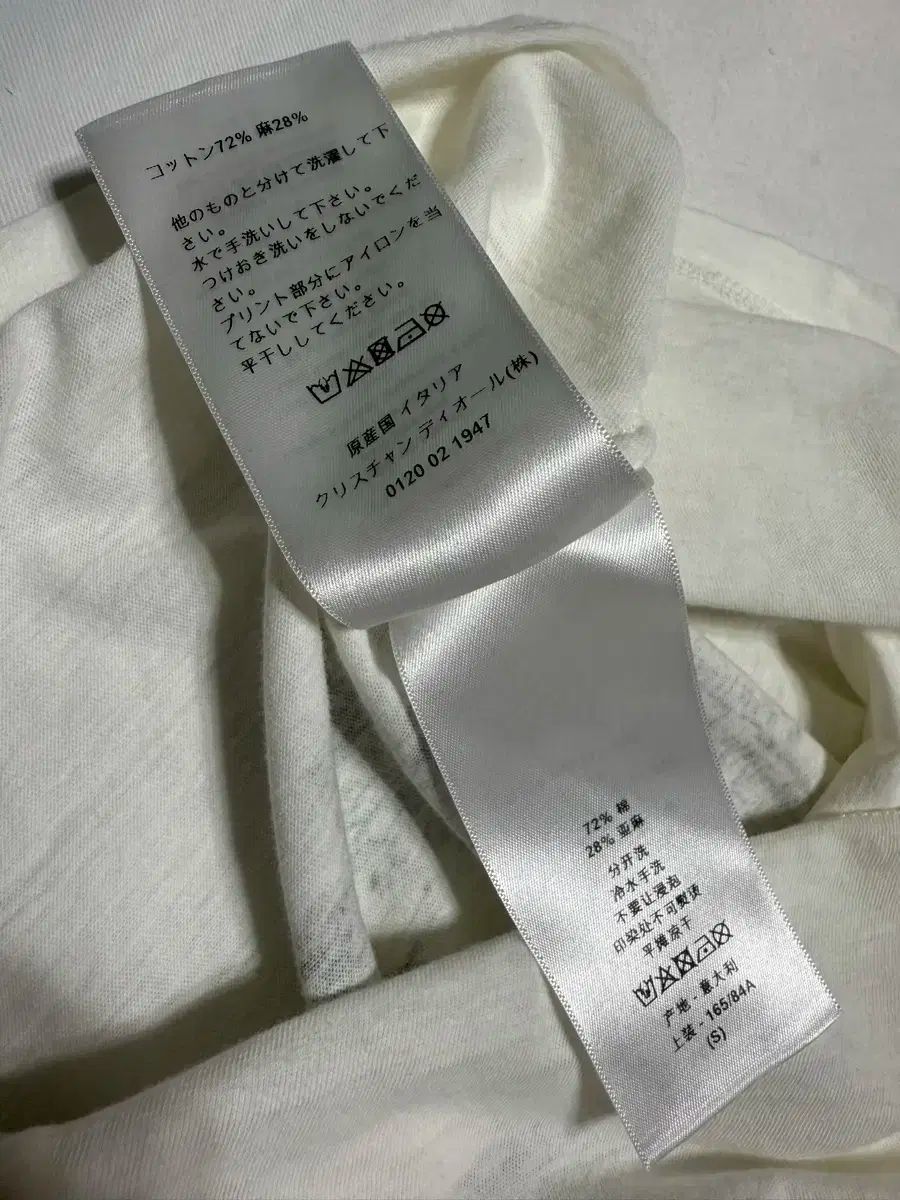 コットン72% 麻28%
他のものと分けて洗濯して下
さい。
水で手洗いして下さい。
つけおき洗いをしないでくだ
さい。
プリント部分にアイロンを当
てないで下さい。
平干ししてください。
原産国 イタリア
クリスチャン ディオール(株)
0120 02 1947
72% 棉
28% 亚麻
分开洗
冷水手洗
不要让浸泡
印染处不可熨烫
平摊凉干
产地 - 意大利
上装 - 165/84A
(S)